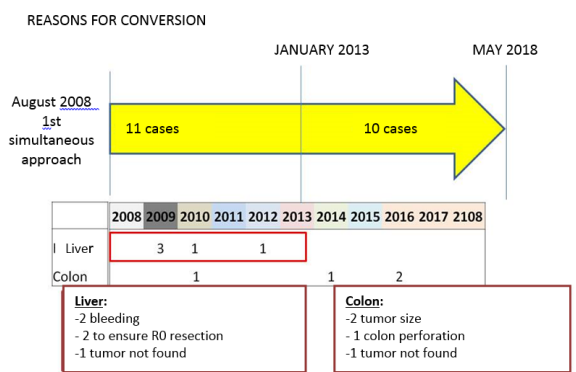 REASONS FOR CONVERSION
JANUARY 2013
MAY 2018
August 2008
1st
simultaneous
approach
11 cases
10 cases
2008 2009 2010 2011 2012 2013 2014 2015 2016 2017 2108
l Liver 3 1 1
Colon 1 1 2
Liver:
-2 bleeding
- 2 to ensure R0 resection
-1 tumor not found
Colon:
-2 tumor size
- 1 colon perforation
-1 tumor not found